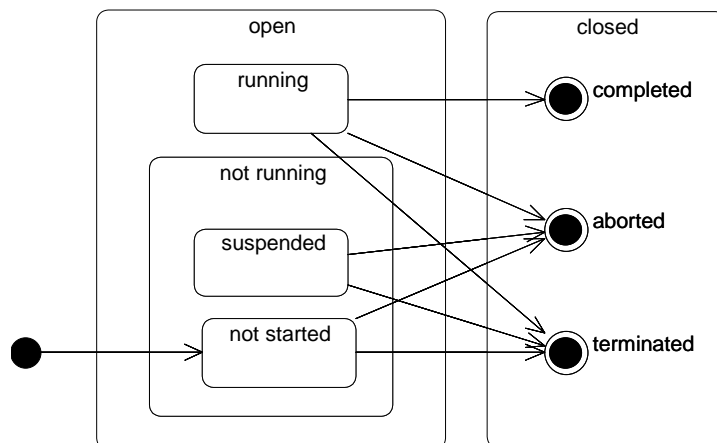 open
closed
running
completed
not running
aborted
suspended
not started
terminated